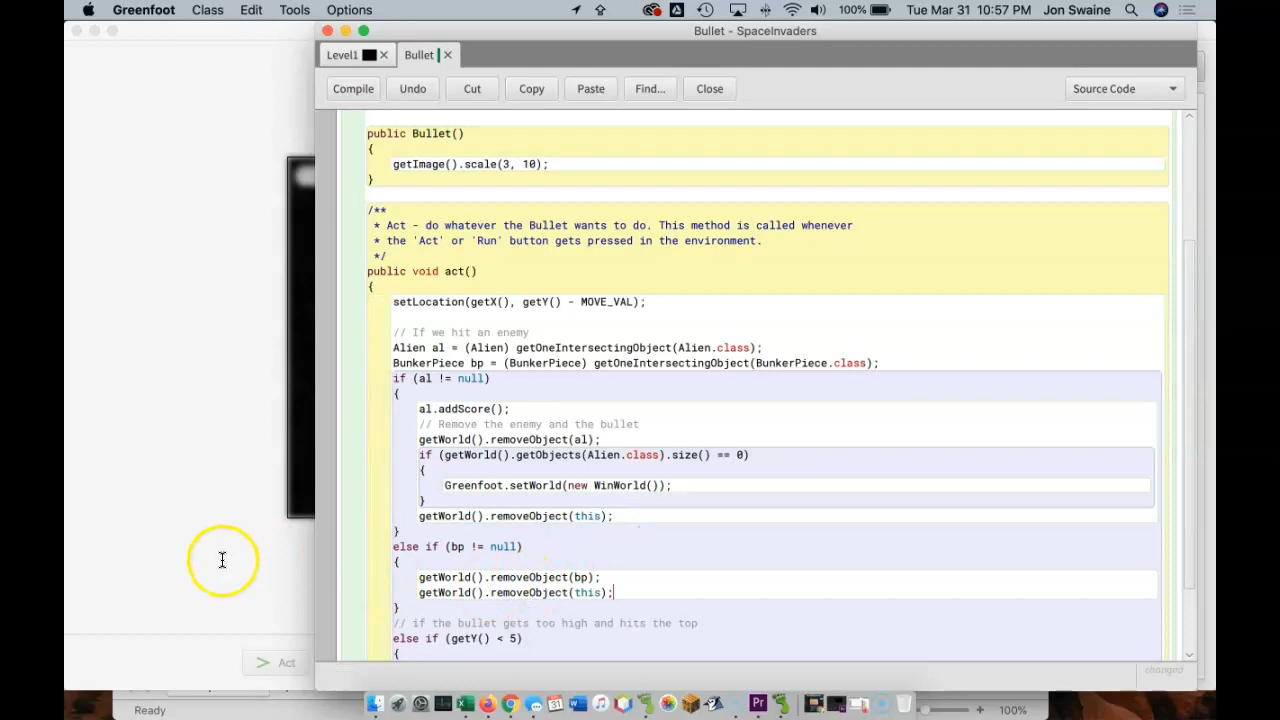 Greenfoot Class Edit Tools Options 100% Tue Mar 31 10:57 PM Jon Swaine
Bullet - SpaceInvaders
Level1 Bullet
Compile Undo Cut Copy Paste Find... Close Source Code
public Bullet()
{
getImage().scale(3, 10);
}
/**
* Act - do whatever the Bullet wants to do. This method is called whenever
* the 'Act' or 'Run' button gets pressed in the environment.
*/
public void act()
{
setLocation(getX(), getY() - MOVE_VAL);
// If we hit an enemy
Alien al = (Alien) getOneIntersectingObject(Alien.class);
BunkerPiece bp = (BunkerPiece) getOneIntersectingObject(BunkerPiece.class);
if (al != null)
{
al.addScore();
// Remove the enemy and the bullet
getWorld().removeObject(al);
if (getWorld().getObjects(Alien.class).size() == 0)
{
Greenfoot.setWorld(new WinWorld());
}
getWorld().removeObject(this);
}
else if (bp != null)
{
getWorld().removeObject(bp);
getWorld().removeObject(this);
}
// if the bullet gets too high and hits the top
else if (getY() < 5)
{
Act
changed
Ready 100%